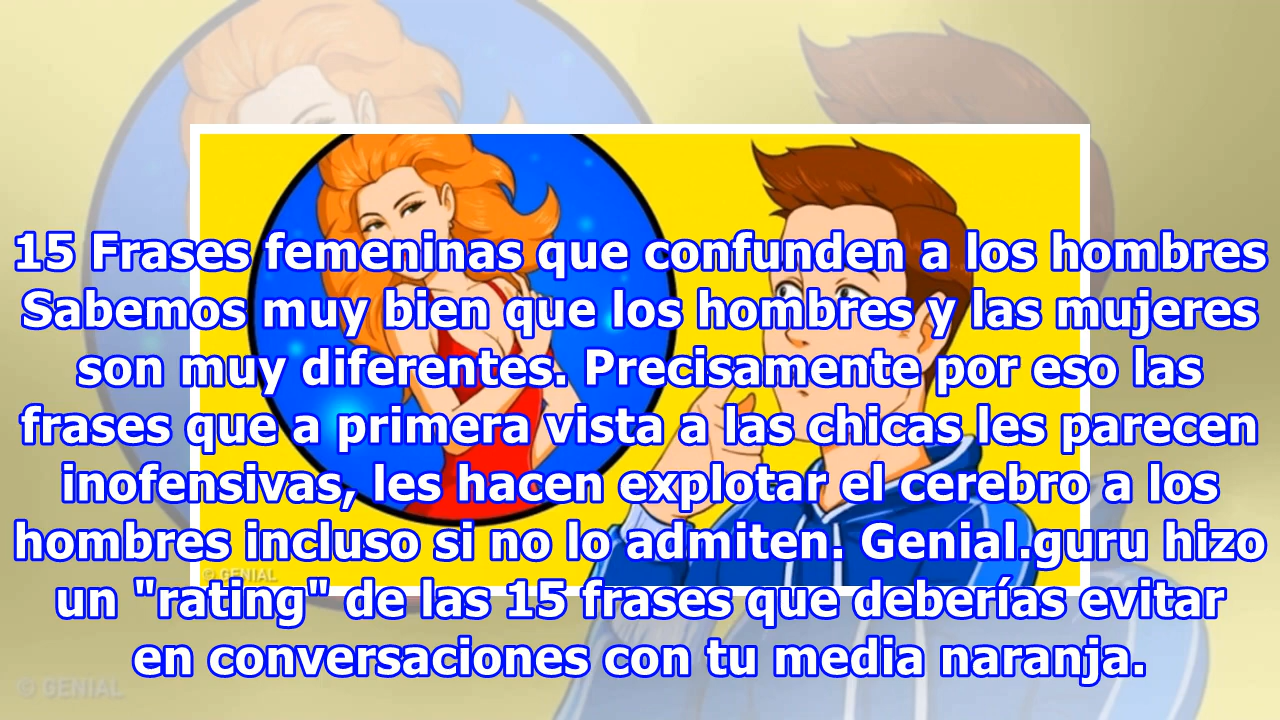 15 Frases femeninas que confunden a los hombres
Sabemos muy bien que los hombres y las mujeres
son muy diferentes. Precisamente por eso las
frases que a primera vista a las chicas les parecen
inofensivas, les hacen explotar el cerebro a los
hombres incluso si no lo admiten. Genial.guru hizo
© GENIAL
un "rating" de las 15 frases que deberías evitar
en conversaciones con tu media naranja.
© GENIAL